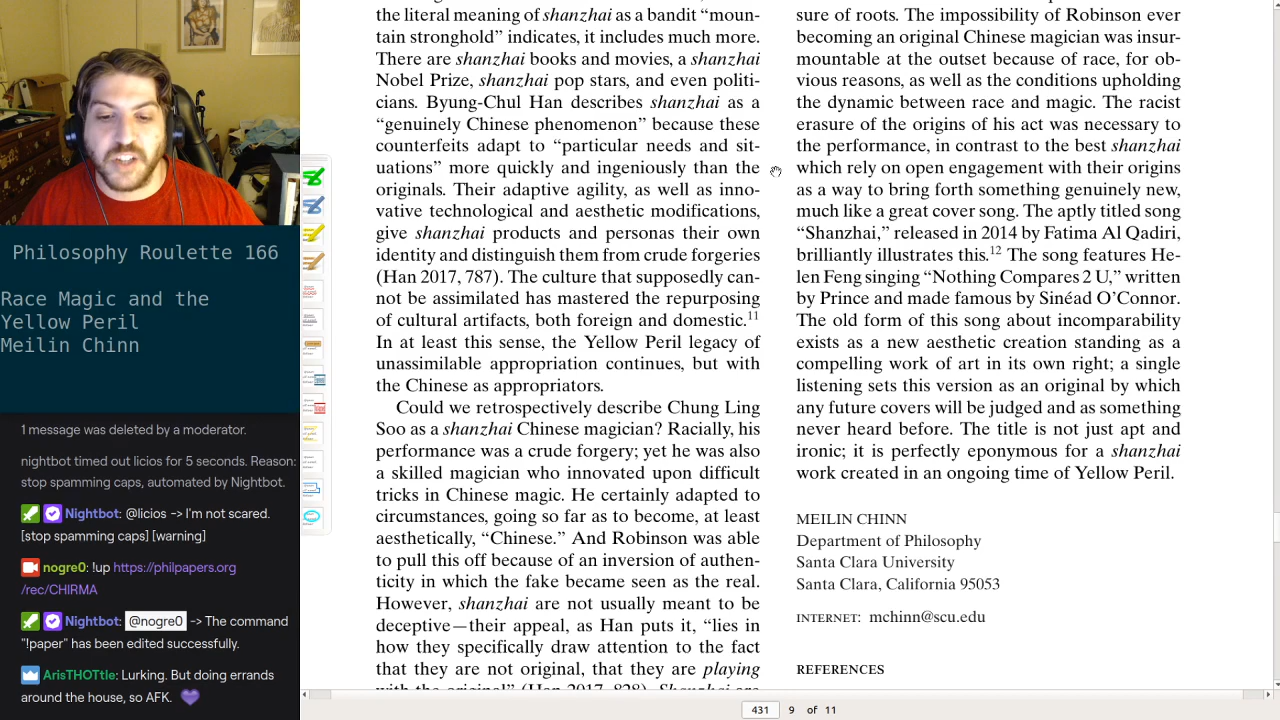 Philosophy Roulette 166
Race Magic and the
Yellow Peril
Meilin Chinn
1 message was deleted by a moderator.
nightbot timed out licios for 5 seconds. Reason:
stop spamming caps, automated by Nightbot.
Nightbot: @licios -> I'm not scared.
[stop spamming caps] [warning]
nogre0: !up https://philpapers.org
/rec/CHIRMA
Nightbot: @nogre0 -> The command
"!paper" has been edited successfully.
ArisTHOTtle: Lurking. But doing errands
around the house, so AFK.
the literal meaning of shanzhai as a bandit “moun-
tain stronghold” indicates, it includes much more.
There are shanzhai books and movies, a shanzhai
Nobel Prize, shanzhai pop stars, and even politi-
cians. Byung-Chul Han describes shanzhai as a
“genuinely Chinese phenomenon” because these
counterfeits adapt to “particular needs and sit-
uations” more quickly and ingeniously than do
originals. Their adaptive agility, as well as inno-
vative technological and aesthetic modifications,
give shanzhai products and persons their own
identity and distinguish them from crude forgeries
(Han 2017, 827). The culture that supposedly can-
not be assimilated has mastered the repurposing
of cultural artifacts, both foreign and domestic.11
In at least this sense, the Yellow Peril legacy of
unassimilable appropriation continues, but with
the Chinese as appropriators.
Could we transpose and describe Chung Ling
Soo as a shanzhai Chinese magician? Racially, his
performance was a forgery; yet he was also
a skilled magician who innovated upon difficult
tricks in Chinese magic. He certainly adapted to
circumstances, going so far as to become, at least
aesthetically, “Chinese.” And Robinson was able
to pull this off because of an inversion of authen-
ticity in which the fake became seen as the real.
However, shanzhai are not usually meant to be
deceptive—their appeal, as Han puts it, “lies in
how they specifically draw attention to the fact
that they are not original, that they are playing
with the original” (Han 2017, 828). Shanzhai are
sure of roots. The impossibility of Robinson ever
becoming an original Chinese magician was insur-
mountable at the outset because of race, for ob-
vious reasons, as well as the conditions upholding
the dynamic between race and magic. The racist
erasure of the origins of his act was necessary to
the performance, in contrast to the best shanzhai
which rely on open engagement with their origins
as a way to bring forth something genuinely new,
much like a great cover song. The aptly titled song
“Shanzhai,” released in 2014 by Fatima Al Qadiri,
brilliantly illustrates this.12 The song features He-
len Feng singing “Nothing Compares 2 U,” written
by Prince and made famous by Sinéad O’Connor.
The old form of this song about incomparability
exists as a new aesthetic creation standing as a
compelling work of art in its own right; a single
listening sets this version as an original by which
any future cover will be judged and as something
never heard before. The title is not just apt and
ironic; it is perfectly eponymous for a shanzhai
work created in an ongoing time of Yellow Peril.
MEILIN CHINN
Department of Philosophy
Santa Clara University
Santa Clara, California 95053
INTERNET: mchinn@scu.edu
REFERENCES
431 9 of 11